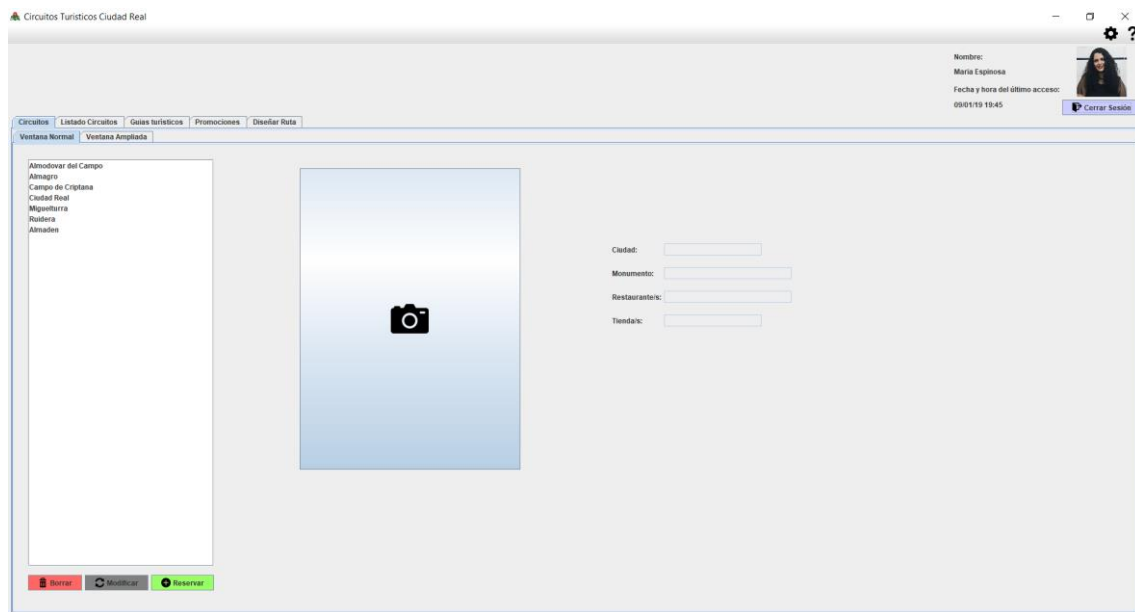 Circuitos Turisticos Ciudad Real
?
Nombre:
Maria Espinosa
Fecha y hora del último acceso:
09/01/19 19:45
Cerrar Sesión
Circuitos Listado Circuitos Guías turísticos Promociones Diseñar Ruta
Ventana Normal Ventana Ampliada
Almodovar del Campo
Almagro
Campo de Criptana
Ciudad Real
Miguelturra
Ruidera
Almaden
Ciudad:
Monumento:
Restaurante/s:
Tienda/s:
Borrar Modificar Reservar